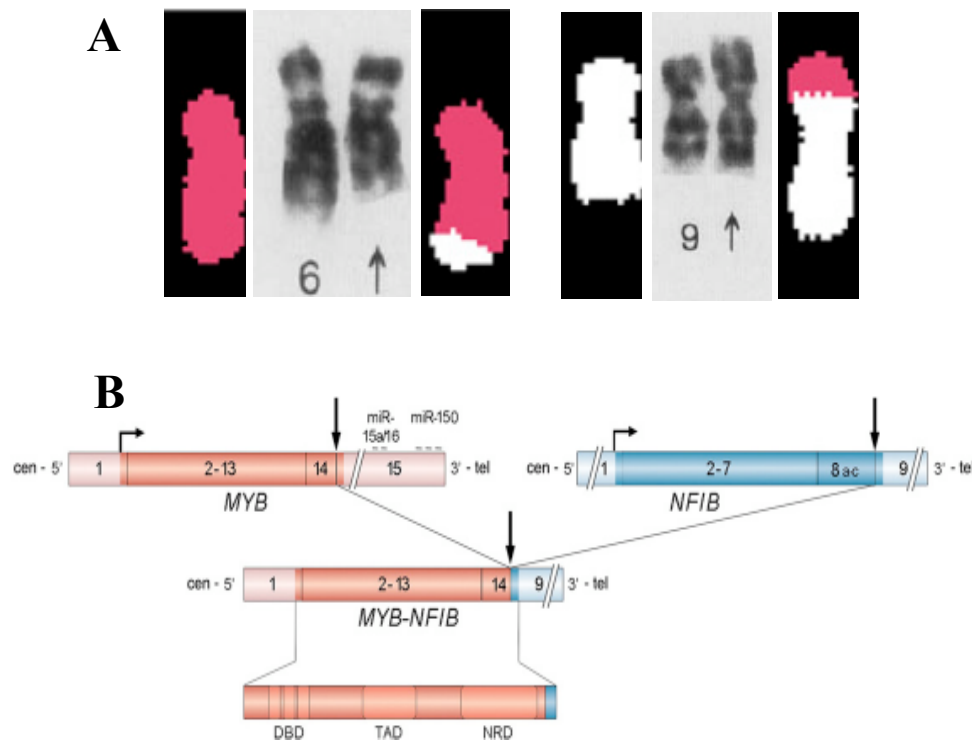 A
6
9
B
miR-
15a/16
miR-150
cen - 5' 1 2-13 14 15 3' - tel
MYB
cen - 5' 1 2-7 8 a-c 9 3' - tel
NFIB
cen - 5' 1 2-13 14 9 3' - tel
MYB-NFIB
DBD TAD NRD